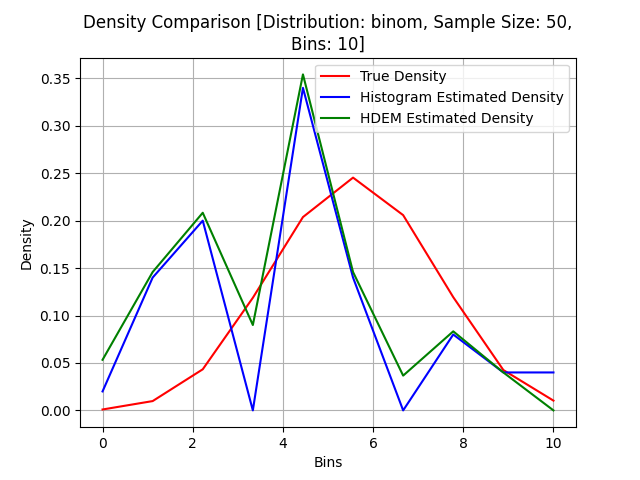 Density Comparison [Distribution: binom, Sample Size: 50,
Bins: 10]
True Density
Histogram Estimated Density
HDEM Estimated Density
Density
0.35
0.30
0.25
0.20
0.15
0.10
0.05
0.00
0 2 4 6 8 10
Bins